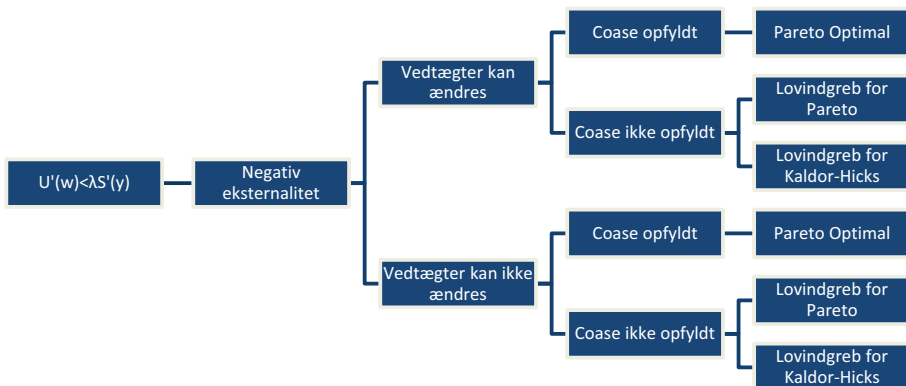 U'(w)<λS'(y)
Negativ
eksternalitet
Vedtægter kan
ændres
Coase opfyldt
Pareto Optimal
Coase ikke opfyldt
Lovindgreb for
Pareto
Lovindgreb for
Kaldor-Hicks
Vedtægter kan ikke
ændres
Coase opfyldt
Pareto Optimal
Coase ikke opfyldt
Lovindgreb for
Pareto
Lovindgreb for
Kaldor-Hicks